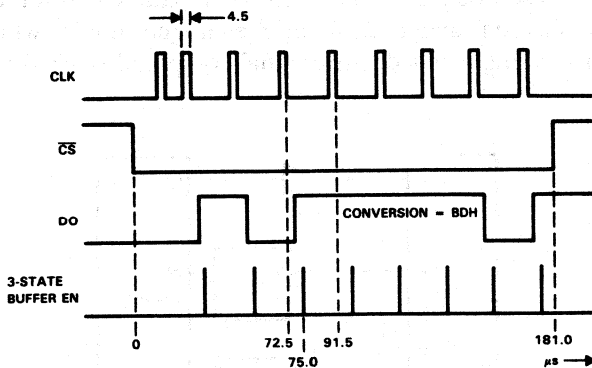 4.5
CLK
CS
DO
CONVERSION = BDH
3-STATE
BUFFER EN
0
72.5
91.5
181.0
75.0
μs